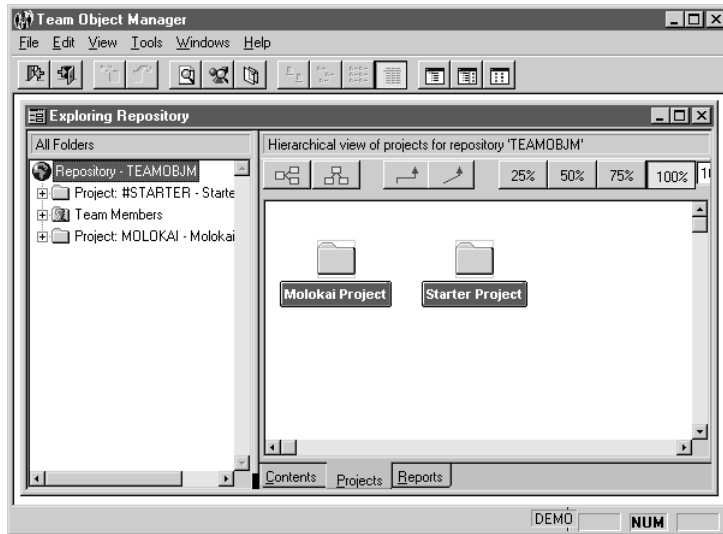 Team Object Manager
File Edit View Tools Windows Help
Exploring Repository
All Folders
Hierarchical view of projects for repository 'TEAMOBJM'
Repository - TEAMOBJM
Project: #STARTER - Starte
Team Members
Project: MOLOKAI - Molokai
25% 50% 75% 100%
Molokai Project
Starter Project
Contents Projects Reports
DEMO NUM